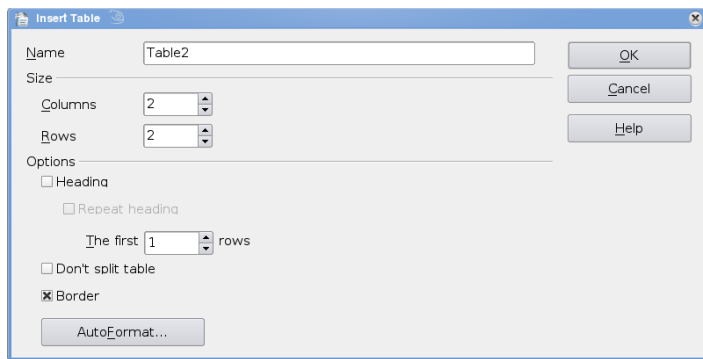 Insert Table
Name Table2
OK
Size
Cancel
Columns 2
Rows 2
Help
Options
Heading
Repeat heading
The first 1 rows
Don't split table
Border
AutoFormat...